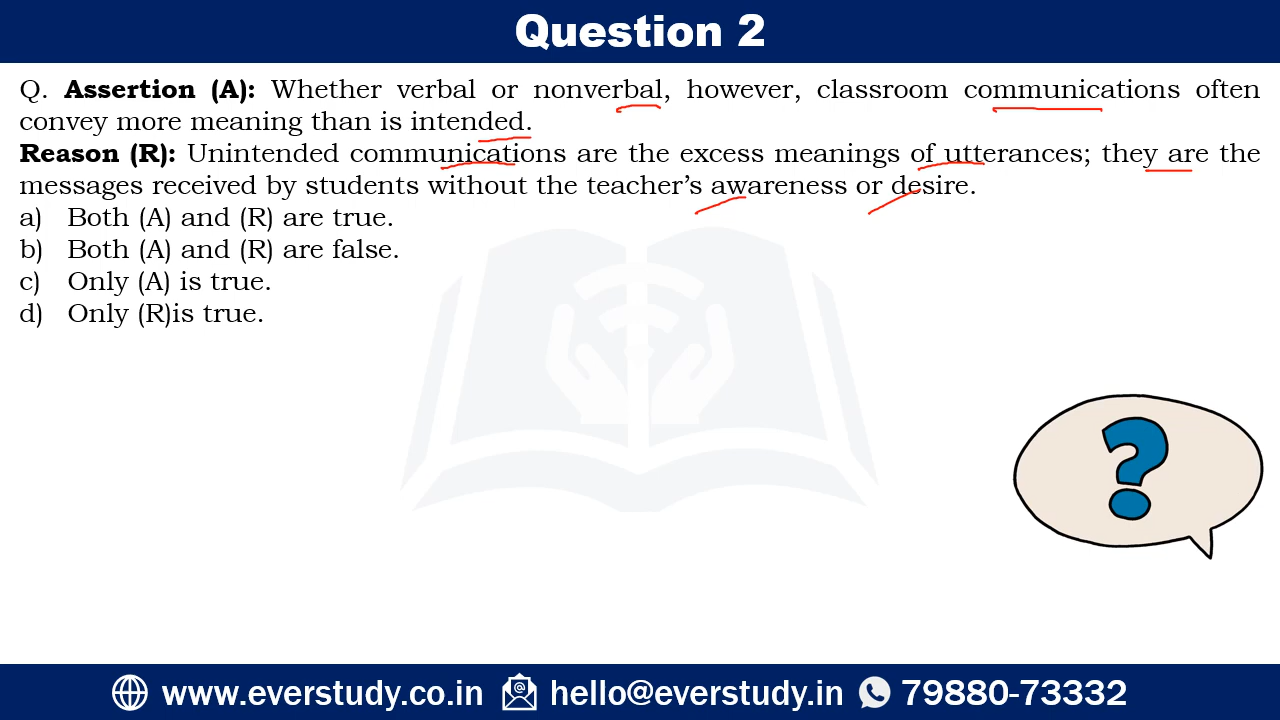 Question 2
Q. Assertion (A): Whether verbal or nonverbal, however, classroom communications often
convey more meaning than is intended.
Reason (R): Unintended communications are the excess meanings of utterances; they are the
messages received by students without the teacher's awareness or desire.
a) Both (A) and (R) are true.
b) Both (A) and (R) are false.
c) Only (A) is true.
d) Only (R)is true.
?
www.everstudy.co.in hello@everstudy.in 79880-73332